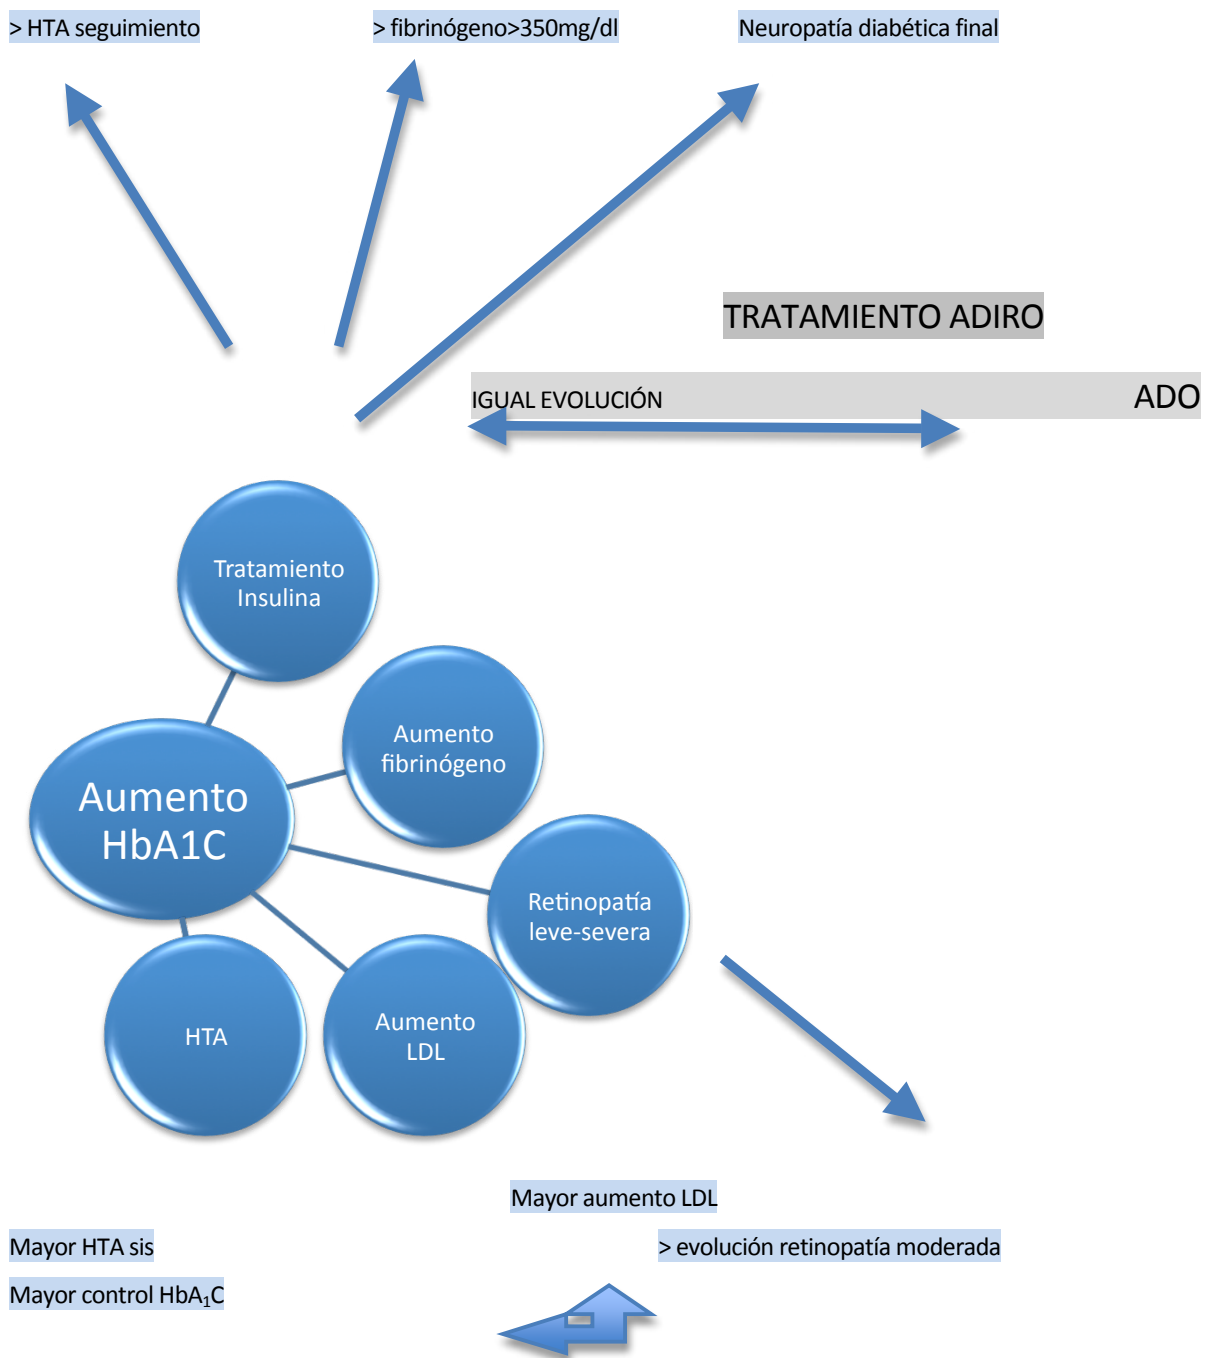 > HTA seguimiento
> fibrinógeno>350mg/dl
Neuropatía diabética final
TRATAMIENTO ADIRO
IGUAL EVOLUCIÓN
ADO
Tratamiento
Insulina
Aumento
fibrinógeno
Aumento
HbA1C
Retinopatía
leve-severa
Aumento
LDL
HTA
Mayor aumento LDL
Mayor HTA sis
> evolución retinopatía moderada
Mayor control HbA₁C